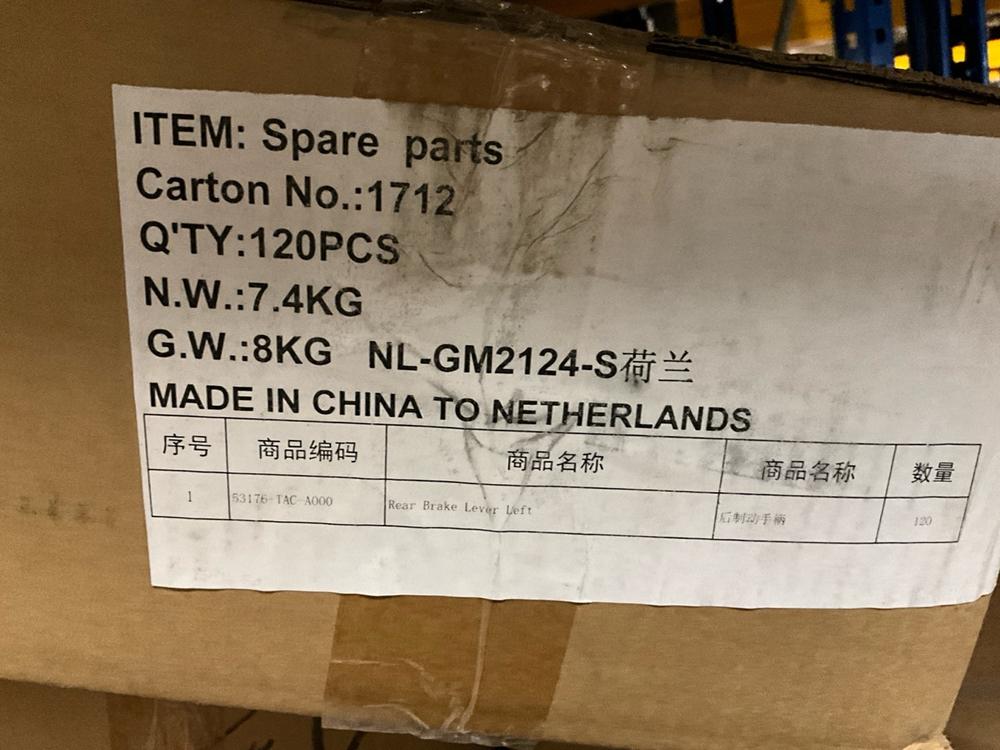 ITEM: Spare parts
Carton No.:1712
Q'TY:120PCS
N.W.:7.4KG
G.W.:8KG NL-GM2124-S荷兰
MADE IN CHINA TO NETHERLANDS
序号 商品编码 商品名称 商品名称 数量
1 53176-TAC-A000 Rear Brake Lever Left 后制动手柄 120